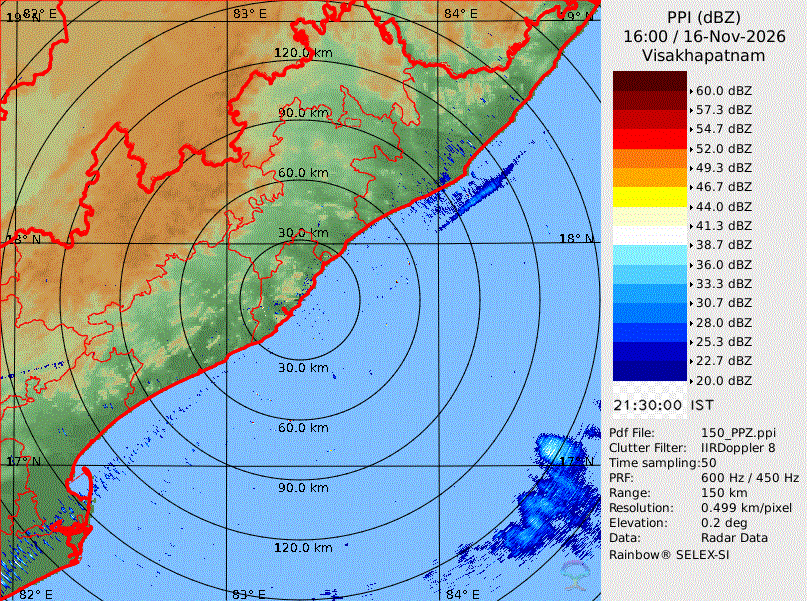 82° E
83° E
84° E
19° N
19° N
120.0 km
90.0 km
60.0 km
30.0 km
18° N
18° N
30.0 km
60.0 km
17° N
17° N
90.0 km
120.0 km
82° E
83° E
84° E
PPI (dBZ)
16:00 / 16-Nov-2026
Visakhapatnam
60.0 dBZ
57.3 dBZ
54.7 dBZ
52.0 dBZ
49.3 dBZ
46.7 dBZ
44.0 dBZ
41.3 dBZ
38.7 dBZ
36.0 dBZ
33.3 dBZ
30.7 dBZ
28.0 dBZ
25.3 dBZ
22.7 dBZ
20.0 dBZ
21:30:00 IST
Pdf File: 150_PPZ.ppi
Clutter Filter: IIRDoppler 8
Time sampling:50
PRF: 600 Hz / 450 Hz
Range: 150 km
Resolution: 0.499 km/pixel
Elevation: 0.2 deg
Data: Radar Data
Rainbow® SELEX-SI